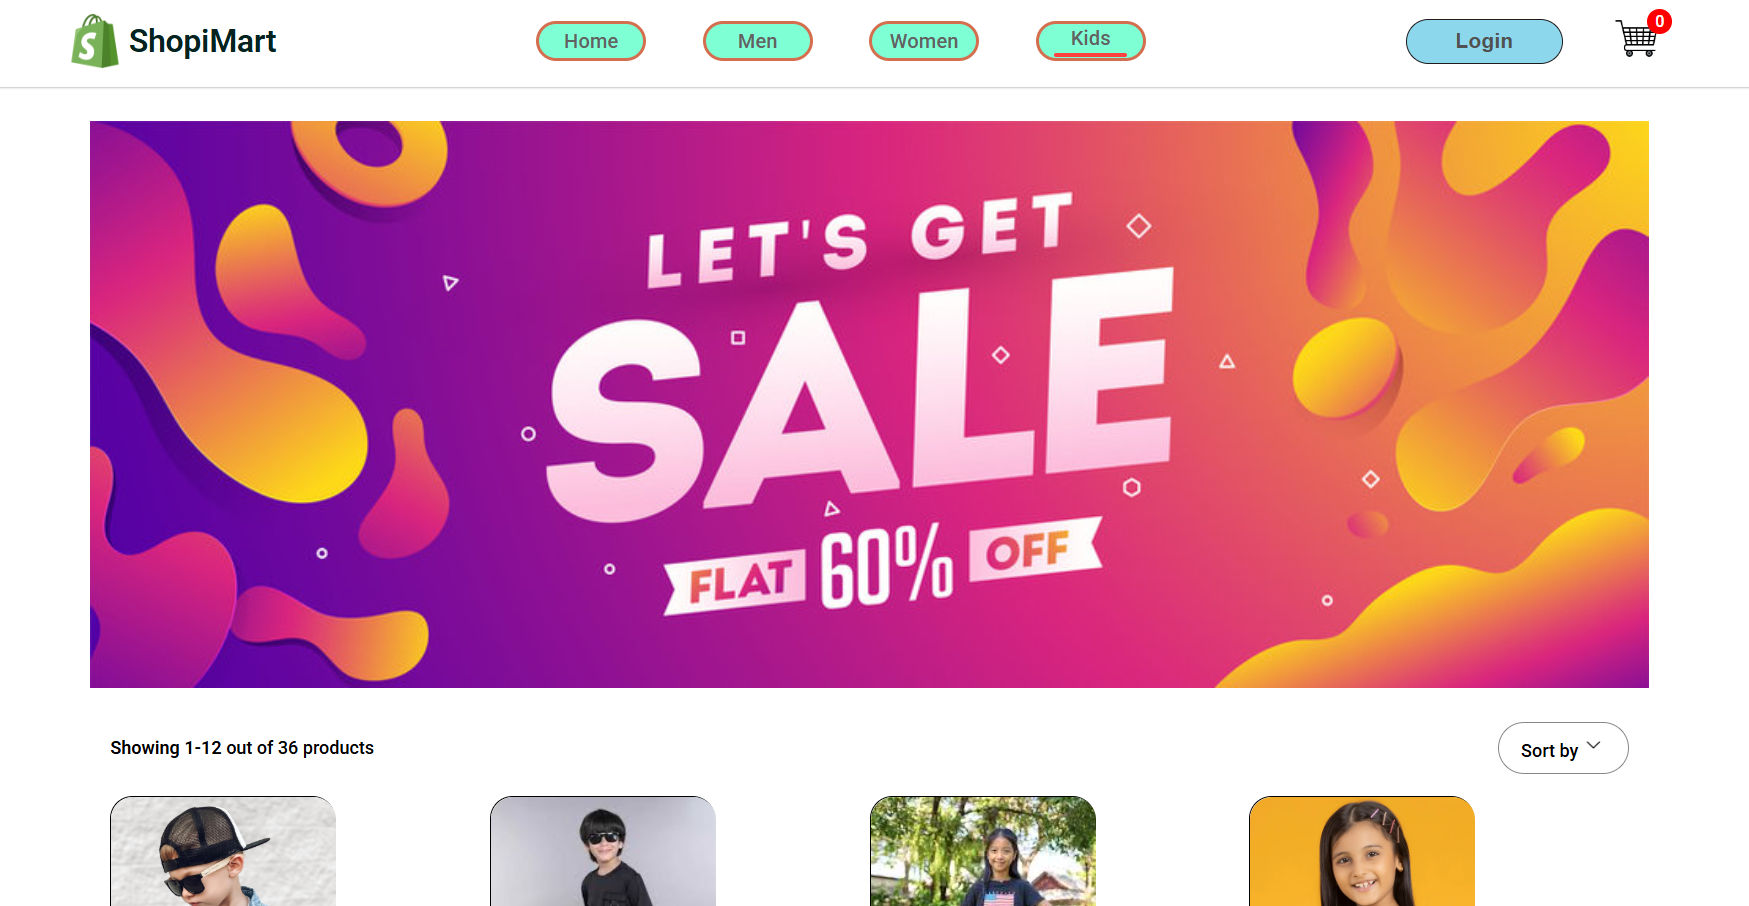 S ShopiMart
Home
Men
Women
Kids
Login
0
LET'S GET
SALE
FLAT 60% OFF
Showing 1-12 out of 36 products
Sort by